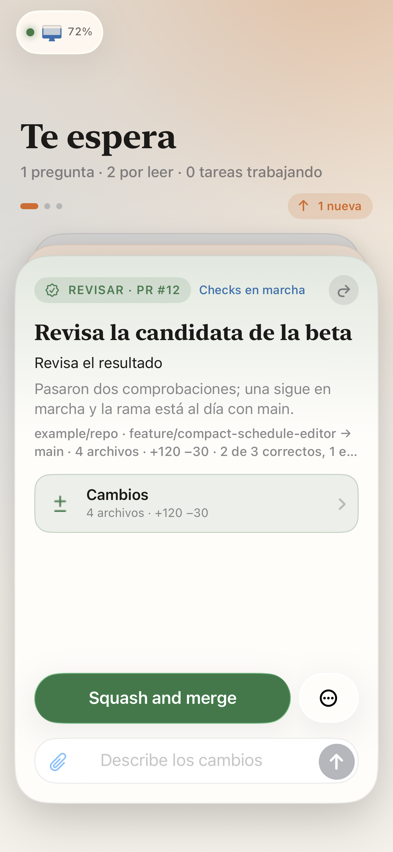 72%
Te espera
1 pregunta · 2 por leer · 0 tareas trabajando
1 nueva
REVISAR · PR #12
Checks en marcha
Revisa la candidata de la beta
Revisa el resultado
Pasaron dos comprobaciones; una sigue en
marcha y la rama está al día con main.
example/repo · feature/compact-schedule-editor →
main · 4 archivos · +120 −30 · 2 de 3 correctos, 1 e…
Cambios
4 archivos · +120 −30
Squash and merge
Describe los cambios